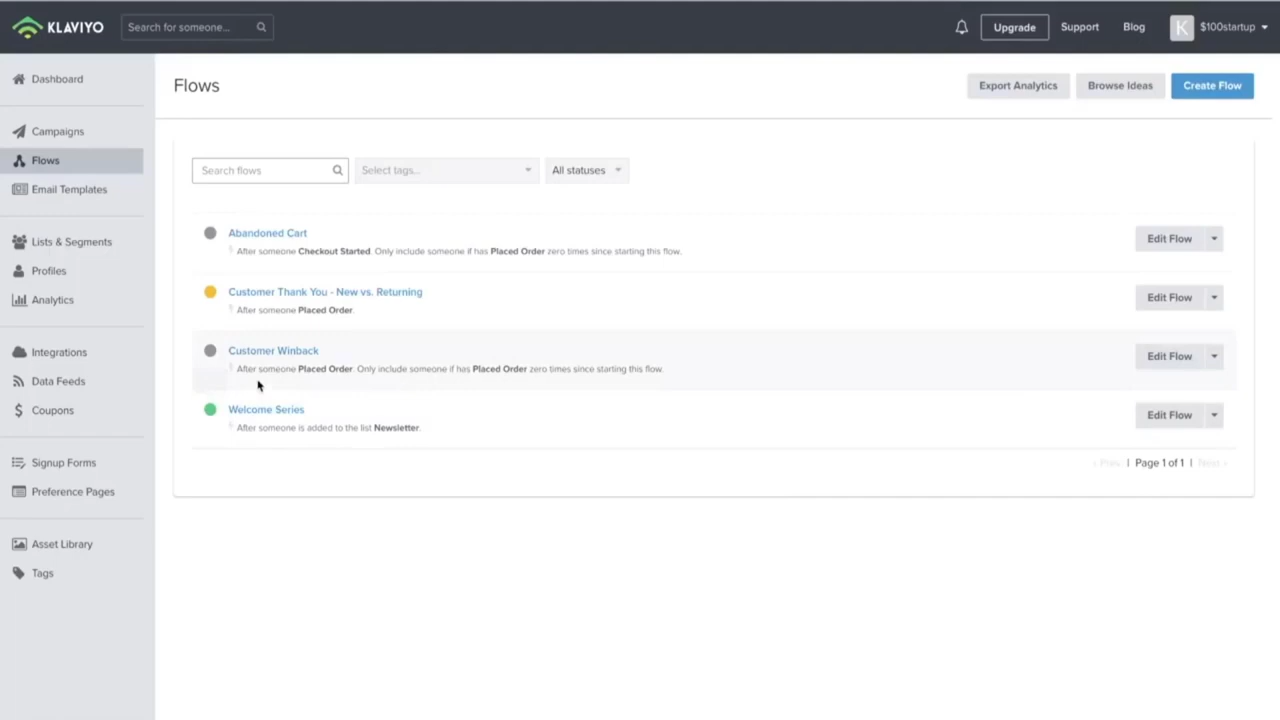 KLAVIYO
Search for someone...
Upgrade
Support
Blog
K
$100startup
Dashboard
Campaigns
Flows
Email Templates
Lists & Segments
Profiles
Analytics
Integrations
Data Feeds
$ Coupons
Signup Forms
Preference Pages
Asset Library
Tags
Flows
Export Analytics
Browse Ideas
Create Flow
Search flows
Select tags...
All statuses
Abandoned Cart
After someone Checkout Started. Only include someone if has Placed Order zero times since starting this flow.
Edit Flow
Customer Thank You - New vs. Returning
After someone Placed Order.
Edit Flow
Customer Winback
After someone Placed Order. Only include someone if has Placed Order zero times since starting this flow.
Edit Flow
Welcome Series
After someone is added to the list Newsletter.
Edit Flow
‹ Prev | Page 1 of 1 | Next ›